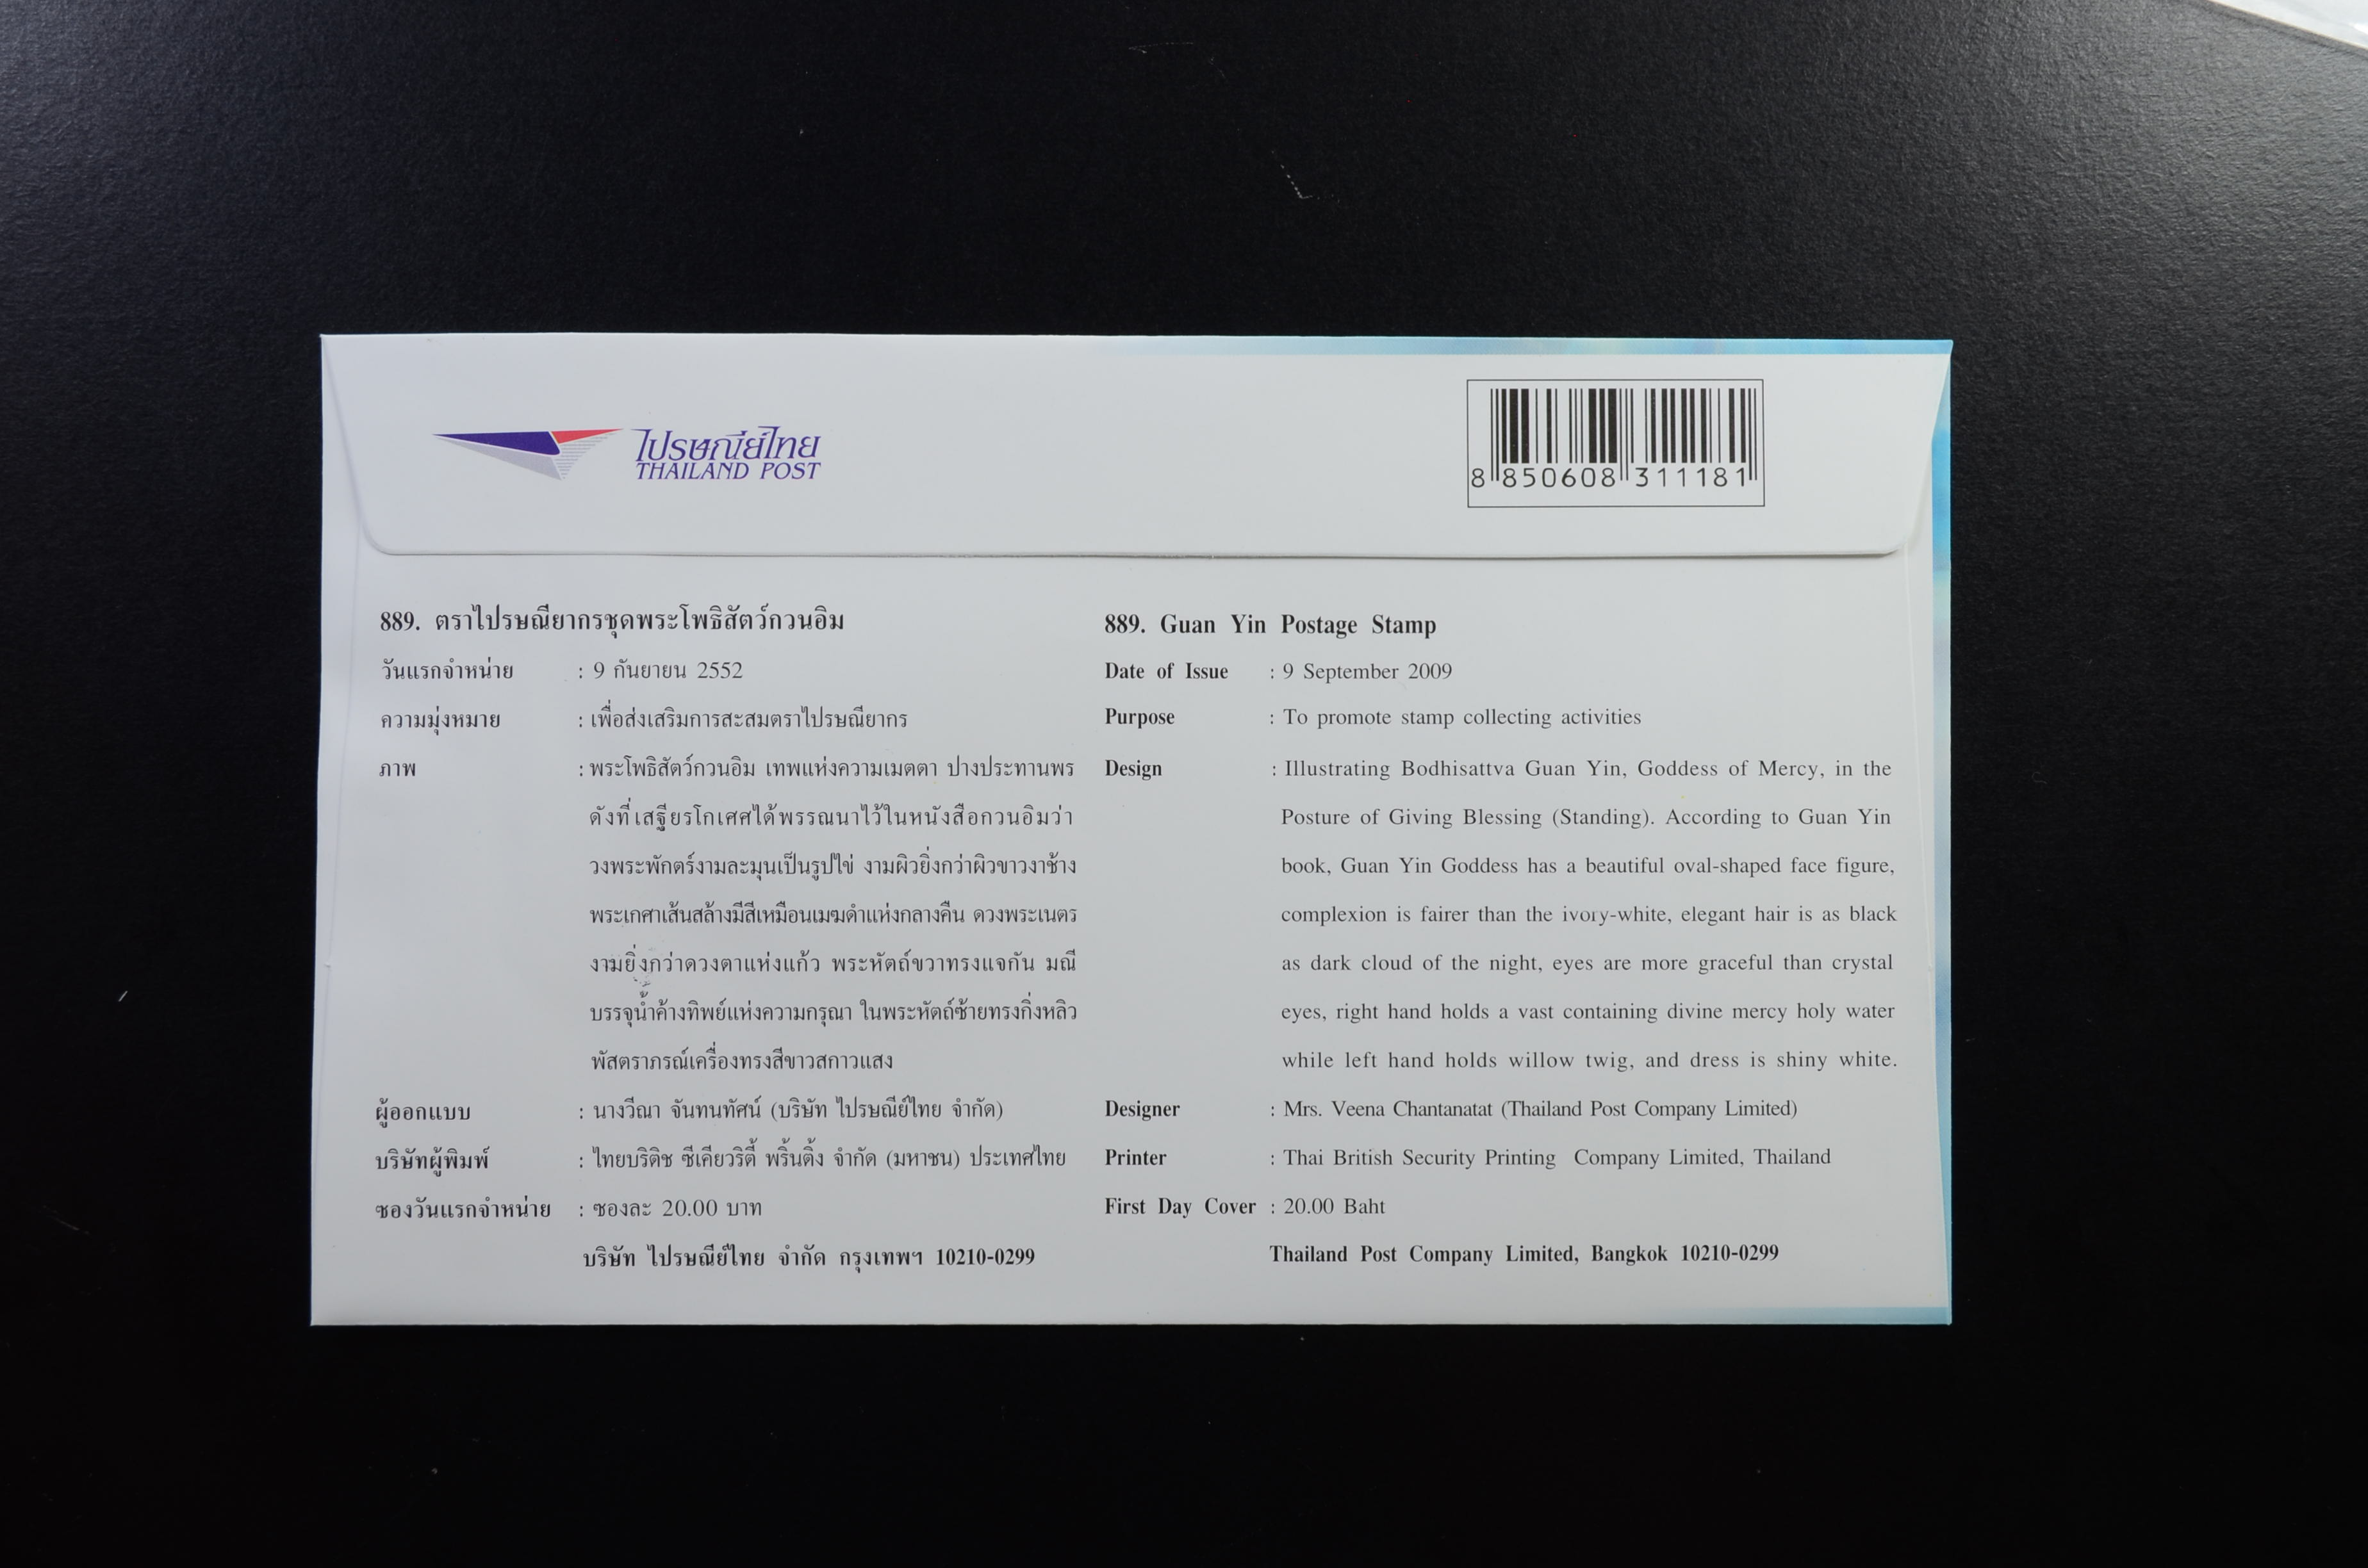 ไปรษณีย์ไทย
THAILAND POST
8 850608 311181
889. ตราไปรษณียากรชุดพระโพธิสัตว์กวนอิม
วันแรกจำหน่าย : 9 กันยายน 2552
ความมุ่งหมาย : เพื่อส่งเสริมการสะสมตราไปรษณียากร
ภาพ : พระโพธิสัตว์กวนอิม เทพแห่งความเมตตา ปางประทานพร
ดังที่เสฐียรโกเศศได้พรรณนาไว้ในหนังสือกวนอิมว่า
วงพระพักตร์งามละมุนเป็นรูปไข่ งามผิวยิ่งกว่าผิวขาวงาช้าง
พระเกศาเส้นสล้างมีสีเหมือนเมฆดำแห่งกลางคืน ดวงพระเนตร
งามยิ่งกว่าดวงตาแห่งแก้ว พระหัตถ์ขวาทรงแจกัน มณี
บรรจุน้ำค้างทิพย์แห่งความกรุณา ในพระหัตถ์ซ้ายทรงกิ่งหลิว
พัสตราภรณ์เครื่องทรงสีขาวสกาวแสง
ผู้ออกแบบ : นางวีณา จันทนทัศน์ (บริษัท ไปรษณีย์ไทย จำกัด)
บริษัทผู้พิมพ์ : ไทยบริติช ซีเคียวริตี้ พริ้นติ้ง จำกัด (มหาชน) ประเทศไทย
ซองวันแรกจำหน่าย : ซองละ 20.00 บาท
บริษัท ไปรษณีย์ไทย จำกัด กรุงเทพฯ 10210-0299
889. Guan Yin Postage Stamp
Date of Issue : 9 September 2009
Purpose : To promote stamp collecting activities
Design : Illustrating Bodhisattva Guan Yin, Goddess of Mercy, in the
Posture of Giving Blessing (Standing). According to Guan Yin
book, Guan Yin Goddess has a beautiful oval-shaped face figure,
complexion is fairer than the ivory-white, elegant hair is as black
as dark cloud of the night, eyes are more graceful than crystal
eyes, right hand holds a vast containing divine mercy holy water
while left hand holds willow twig, and dress is shiny white.
Designer : Mrs. Veena Chantanatat (Thailand Post Company Limited)
Printer : Thai British Security Printing Company Limited, Thailand
First Day Cover : 20.00 Baht
Thailand Post Company Limited, Bangkok 10210-0299